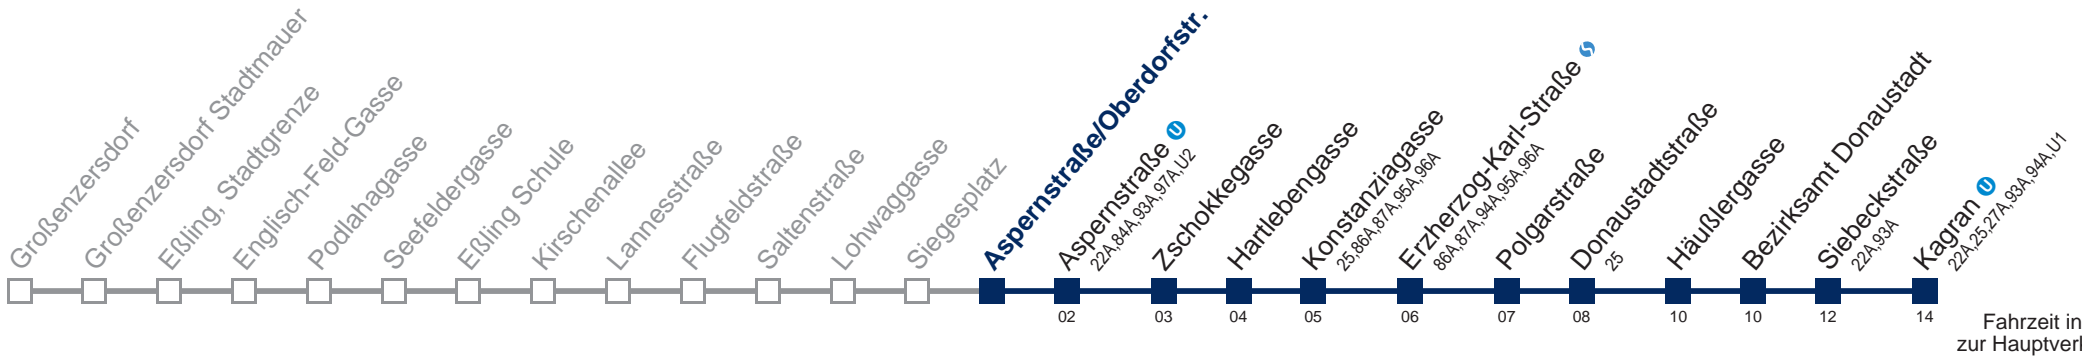 Großenzersdorf
Großenzersdorf Stadtmauer
Eßling, Stadtgrenze
Englisch-Feld-Gasse
Podlahagasse
Seefeldergasse
Eßling Schule
Kirschenallee
Lannesstraße
Flugfeldstraße
Saltenstraße
Lohwaggasse
Siegesplatz
Aspernstraße/Oberdorfstr.
Aspernstraße U
22A,84A,93A,97A,U2
02
Zschokkegasse
03
Hartlebengasse
04
Konstanziagasse
25,86A,87A,95A,96A
05
Erzherzog-Karl-Straße S
86A,87A,94A,95A,96A
06
Polgarstraße
07
Donaustadtstraße
25
08
Häußlergasse
10
Bezirksamt Donaustadt
10
Siebeckstraße
22A,93A
12
Kagran U
22A,25,27A,93A,94A,U1
14
Fahrzeit in
zur Hauptverl